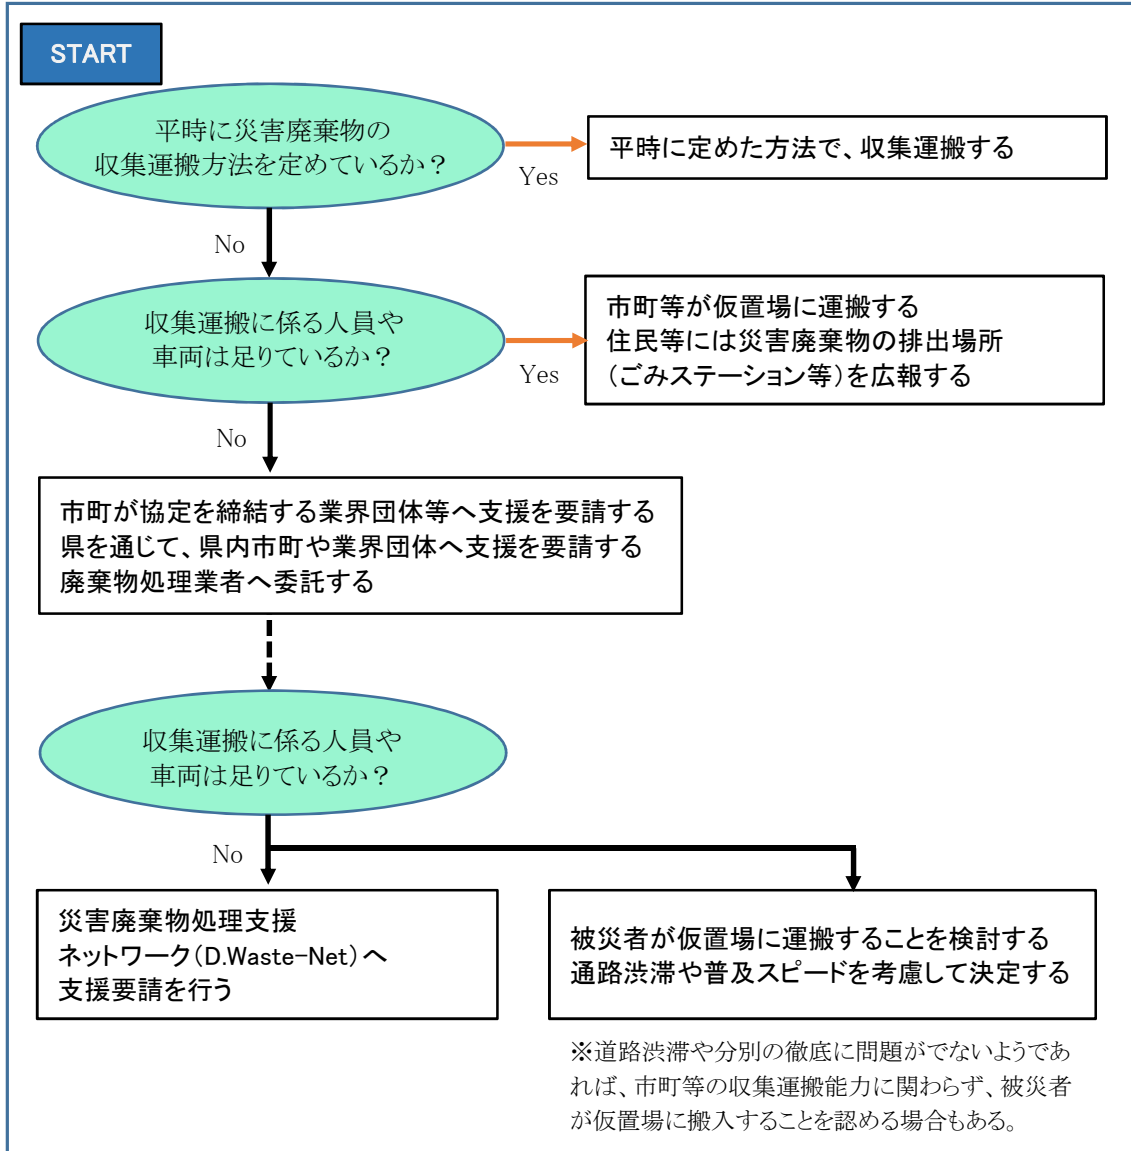 START
平時に災害廃棄物の
収集運搬方法を定めているか？
Yes
平時に定めた方法で、収集運搬する
No
収集運搬に係る人員や
車両は足りているか？
Yes
市町等が仮置場に運搬する
住民等には災害廃棄物の排出場所
（ごみステーション等）を広報する
No
市町が協定を締結する業界団体等へ支援を要請する
県を通じて、県内市町や業界団体へ支援を要請する
廃棄物処理業者へ委託する
収集運搬に係る人員や
車両は足りているか？
No
災害廃棄物処理支援
ネットワーク（D.Waste-Net）へ
支援要請を行う
被災者が仮置場に運搬することを検討する
通路渋滞や普及スピードを考慮して決定する
※道路渋滞や分別の徹底に問題がでないようであ
れば、市町等の収集運搬能力に関わらず、被災者
が仮置場に搬入することを認める場合もある。